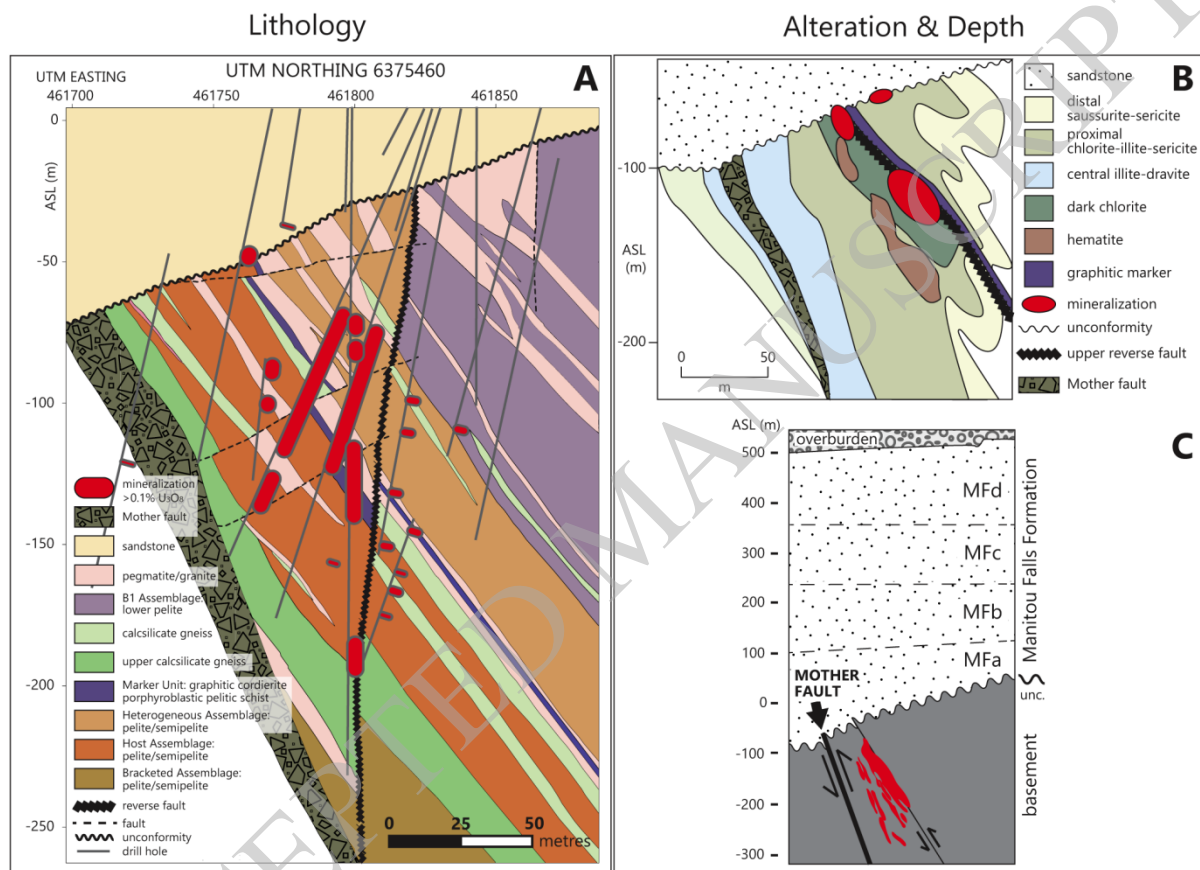 Lithology
Alteration & Depth
A
UTM EASTING
UTM NORTHING 6375460
461700
461750
461800
461850
0
-50
-100
-150
-200
-250
ASL (m)
mineralization
>0.1% U₃O₈
Mother fault
sandstone
pegmatite/granite
B1 Assemblage:
lower pelite
calcsilicate gneiss
upper calcsilicate gneiss
Marker Unit: graphitic cordierite
porphyroblastic pelitic schist
Heterogeneous Assemblage:
pelite/semipelite
Host Assemblage:
pelite/semipelite
Bracketed Assemblage:
pelite/semipelite
reverse fault
fault
unconformity
drill hole
0 25 50
metres
B
-100
ASL
(m)
-200
0 50
m
sandstone
distal
saussurite-sericite
proximal
chlorite-illite-sericite
central illite-dravite
dark chlorite
hematite
graphitic marker
mineralization
unconformity
upper reverse fault
Mother fault
C
ASL (m)
500
400
300
200
100
0
-100
-200
-300
overburden
MFd
MFc
MFb
MFa
MOTHER
FAULT
Manitou Falls Formation
unc.
basement
ACCEPTED MANUSCRIPT